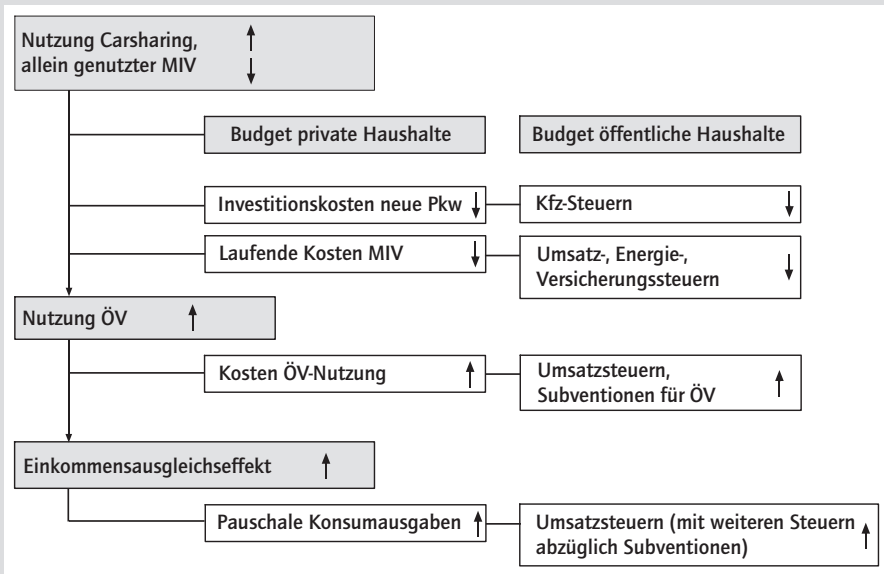 Nutzung Carsharing,
allein genutzter MIV
Budget private Haushalte
Budget öffentliche Haushalte
Investitionskosten neue Pkw
Kfz-Steuern
Laufende Kosten MIV
Umsatz-, Energie-,
Versicherungssteuern
Nutzung ÖV
Kosten ÖV-Nutzung
Umsatzsteuern,
Subventionen für ÖV
Einkommensausgleichseffekt
Pauschale Konsumausgaben
Umsatzsteuern (mit weiteren Steuern
abzüglich Subventionen)